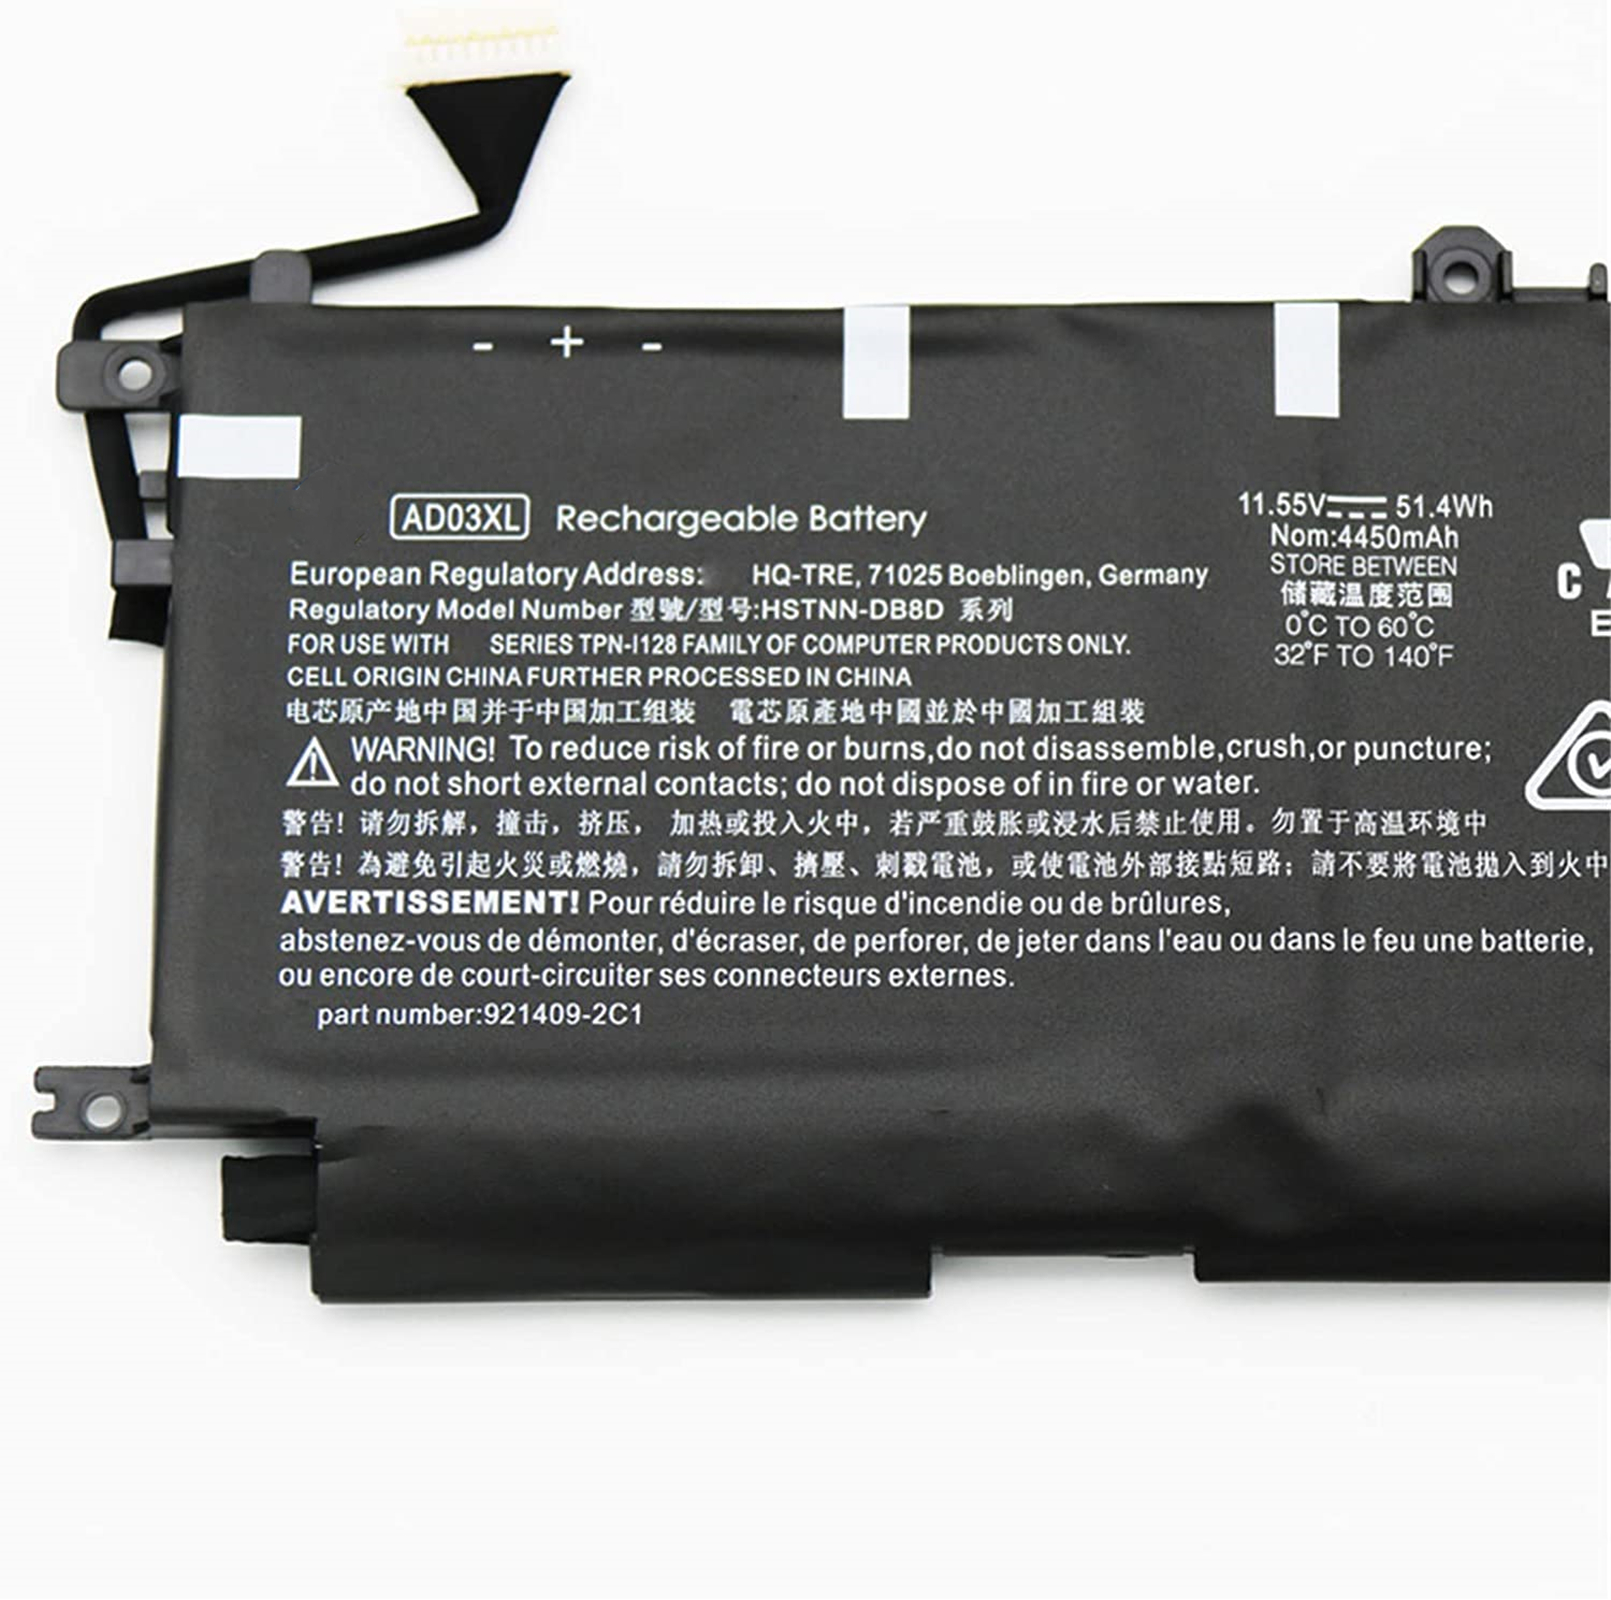 - + -
AD03XL Rechargeable Battery
11.55V 51.4Wh
Nom:4450mAh
STORE BETWEEN
储藏温度范围
0°C TO 60°C
32°F TO 140°F
European Regulatory Address: HQ-TRE, 71025 Boeblingen, Germany
Regulatory Model Number 型號/型号:HSTNN-DB8D 系列
FOR USE WITH SERIES TPN-I128 FAMILY OF COMPUTER PRODUCTS ONLY.
CELL ORIGIN CHINA FURTHER PROCESSED IN CHINA
电芯原产地中国并于中国加工组装 電芯原產地中國並於中國加工組裝
WARNING! To reduce risk of fire or burns,do not disassemble,crush,or puncture;
do not short external contacts; do not dispose of in fire or water.
警告! 请勿拆解，撞击，挤压， 加热或投入火中，若严重鼓胀或浸水后禁止使用。勿置于高温环境中
警告! 為避免引起火災或燃燒，請勿拆卸、擠壓、刺戳電池，或使電池外部接點短路；請不要將電池拋入到火中
AVERTISSEMENT! Pour réduire le risque d'incendie ou de brûlures,
abstenez-vous de démonter, d'écraser, de perforer, de jeter dans l'eau ou dans le feu une batterie,
ou encore de court-circuiter ses connecteurs externes.
part number:921409-2C1